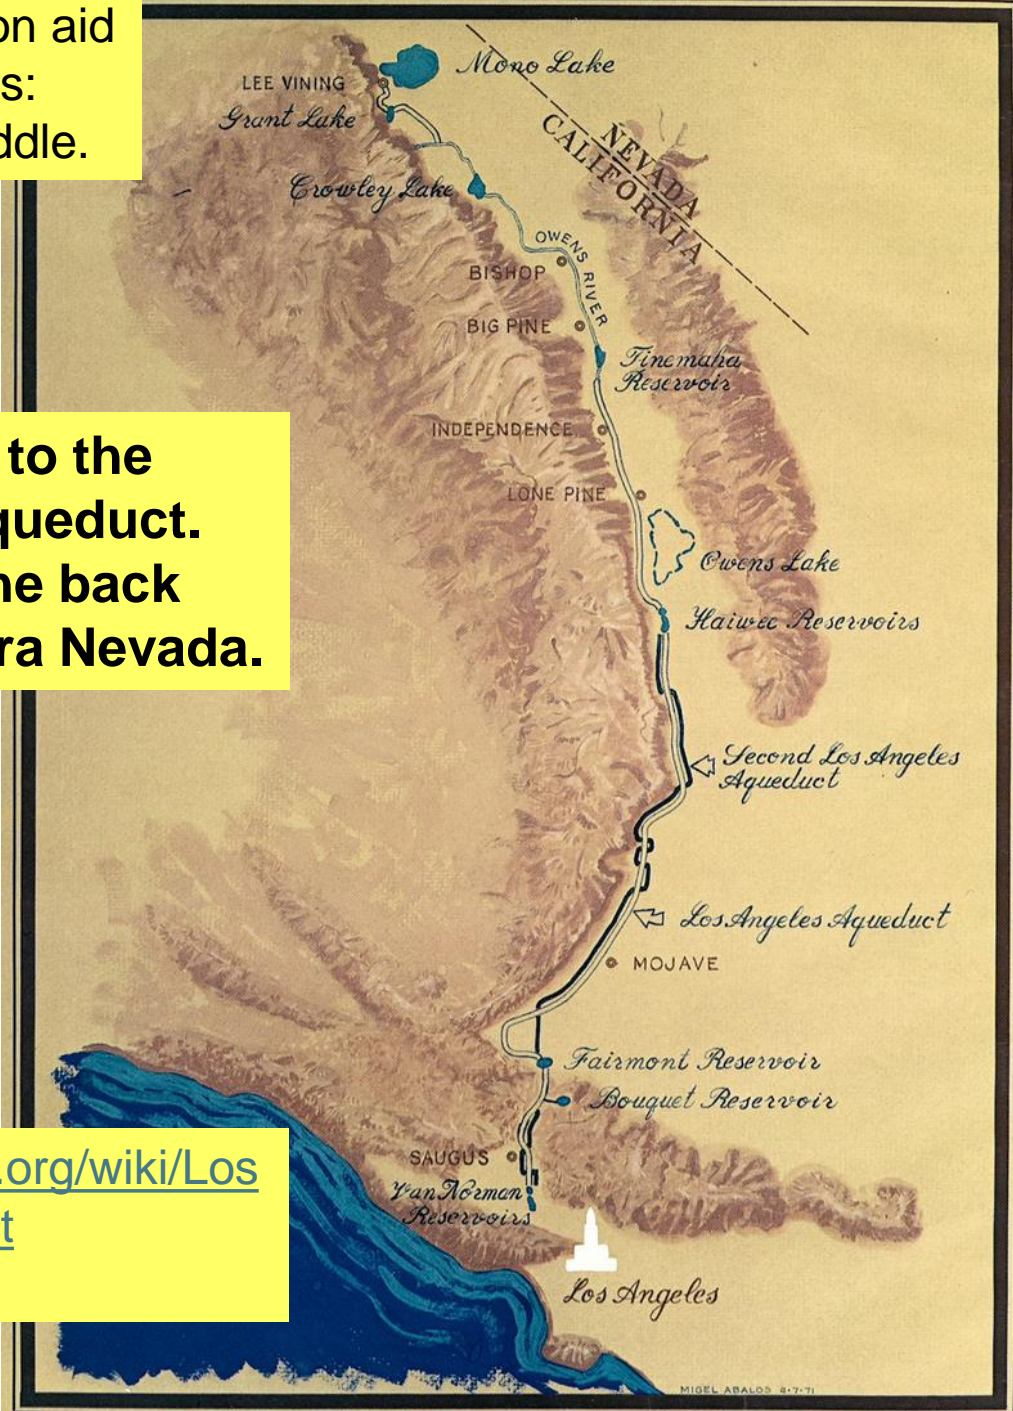 on aid
s:
ddle.
to the
queduct.
ne back
ra Nevada.
.org/wiki/Los
t
Mono Lake
LEE VINING
Grant Lake
NEVADA
CALIFORNIA
Crowley Lake
OWENS RIVER
BISHOP
BIG PINE
Tinemaha
Reservoir
INDEPENDENCE
LONE PINE
Owens Lake
Haiwee Reservoirs
Second Los Angeles
Aqueduct
Los Angeles Aqueduct
MOJAVE
Fairmont Reservoir
Bouquet Reservoir
SAUGUS
Van Norman
Reservoirs
Los Angeles
MIGEL ABALOS 4-7-71